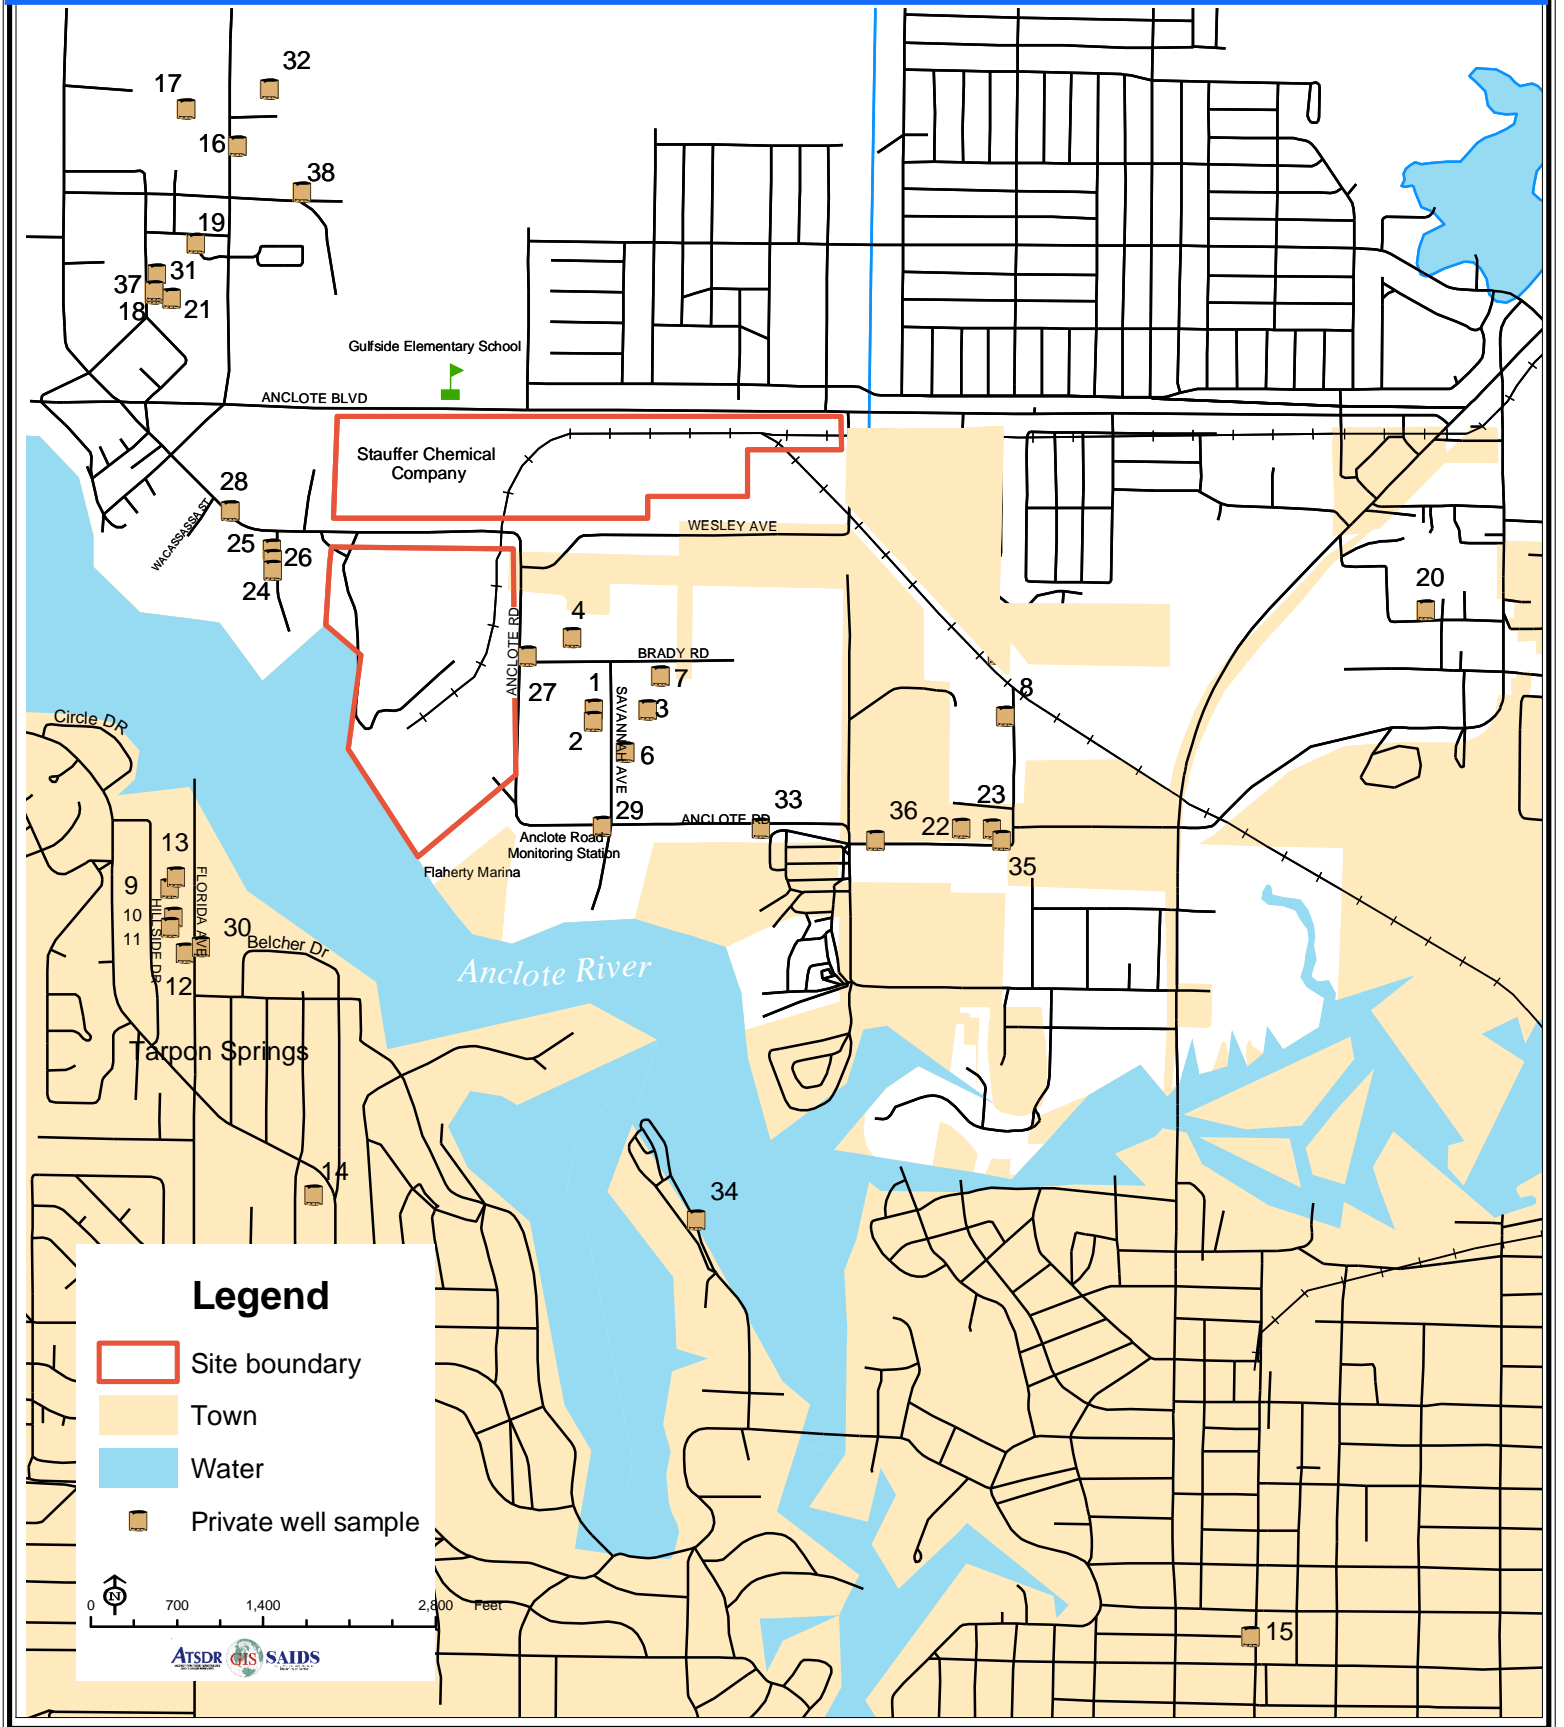 32
17
16
38
19
31
37
21
18
Gulfside Elementary School
ANCLOTE BLVD
Stauffer Chemical
Company
28
WACASSASSA ST
WESLEY AVE
25
26
24
20
4
ANCLOTE RD
BRADY RD
7
27
1
SAVANNAH AVE
3
2
6
8
Circle DR
29
ANCLOTE RD
33
36
22
23
35
Anclote Road
Monitoring Station
Flaherty Marina
13
9
FLORIDA AVE
HILLSIDE DR
10
11
30
Belcher Dr
12
Anclote River
Tarpon Springs
14
34
15
Legend
Site boundary
Town
Water
Private well sample
N
0 700 1,400 2,800 Feet
ATSDR GIS SAIDS